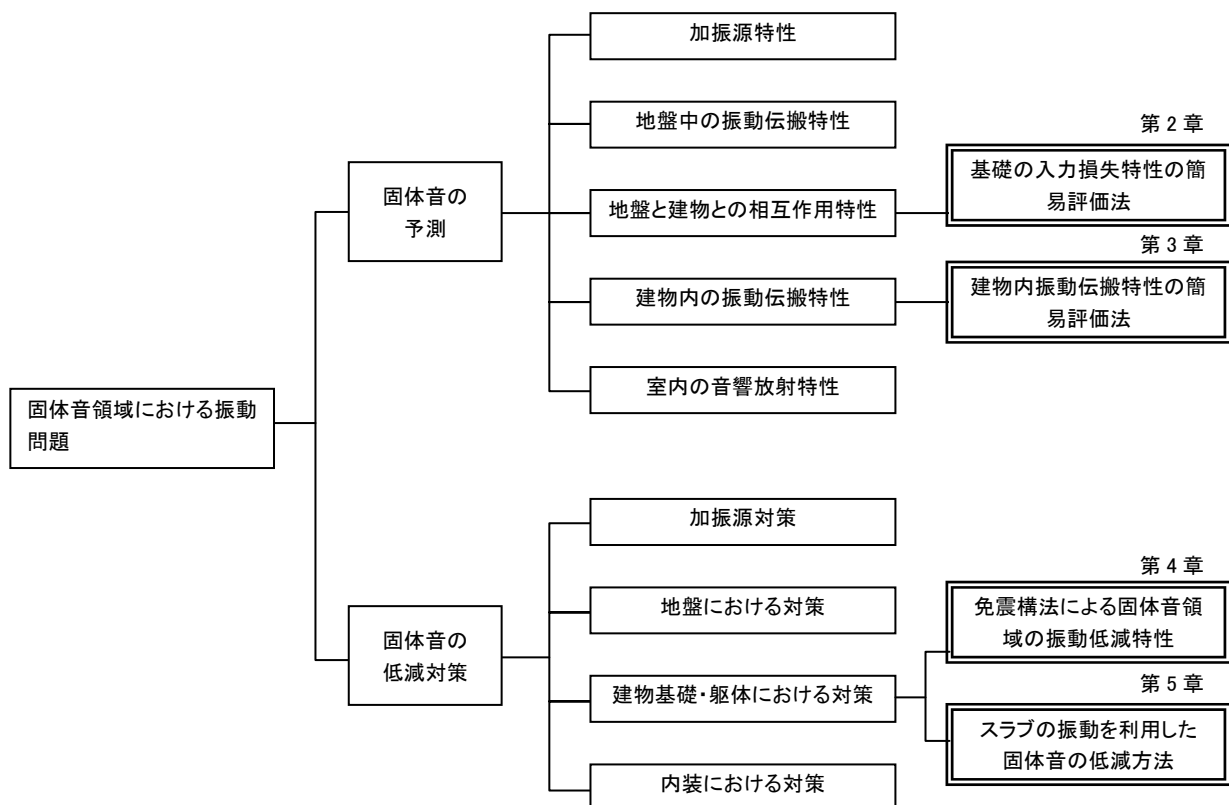 加振源特性
地盤中の振動伝搬特性
第2章
固体音の
予測
地盤と建物との相互作用特性
基礎の入力損失特性の簡
易評価法
第3章
建物内の振動伝搬特性
建物内振動伝搬特性の簡
易評価法
室内の音響放射特性
固体音領域における振動
問題
加振源対策
第4章
地盤における対策
免震構法による固体音領
域の振動低減特性
固体音の
低減対策
建物基礎・躯体における対策
第5章
スラブの振動を利用した
固体音の低減方法
内装における対策